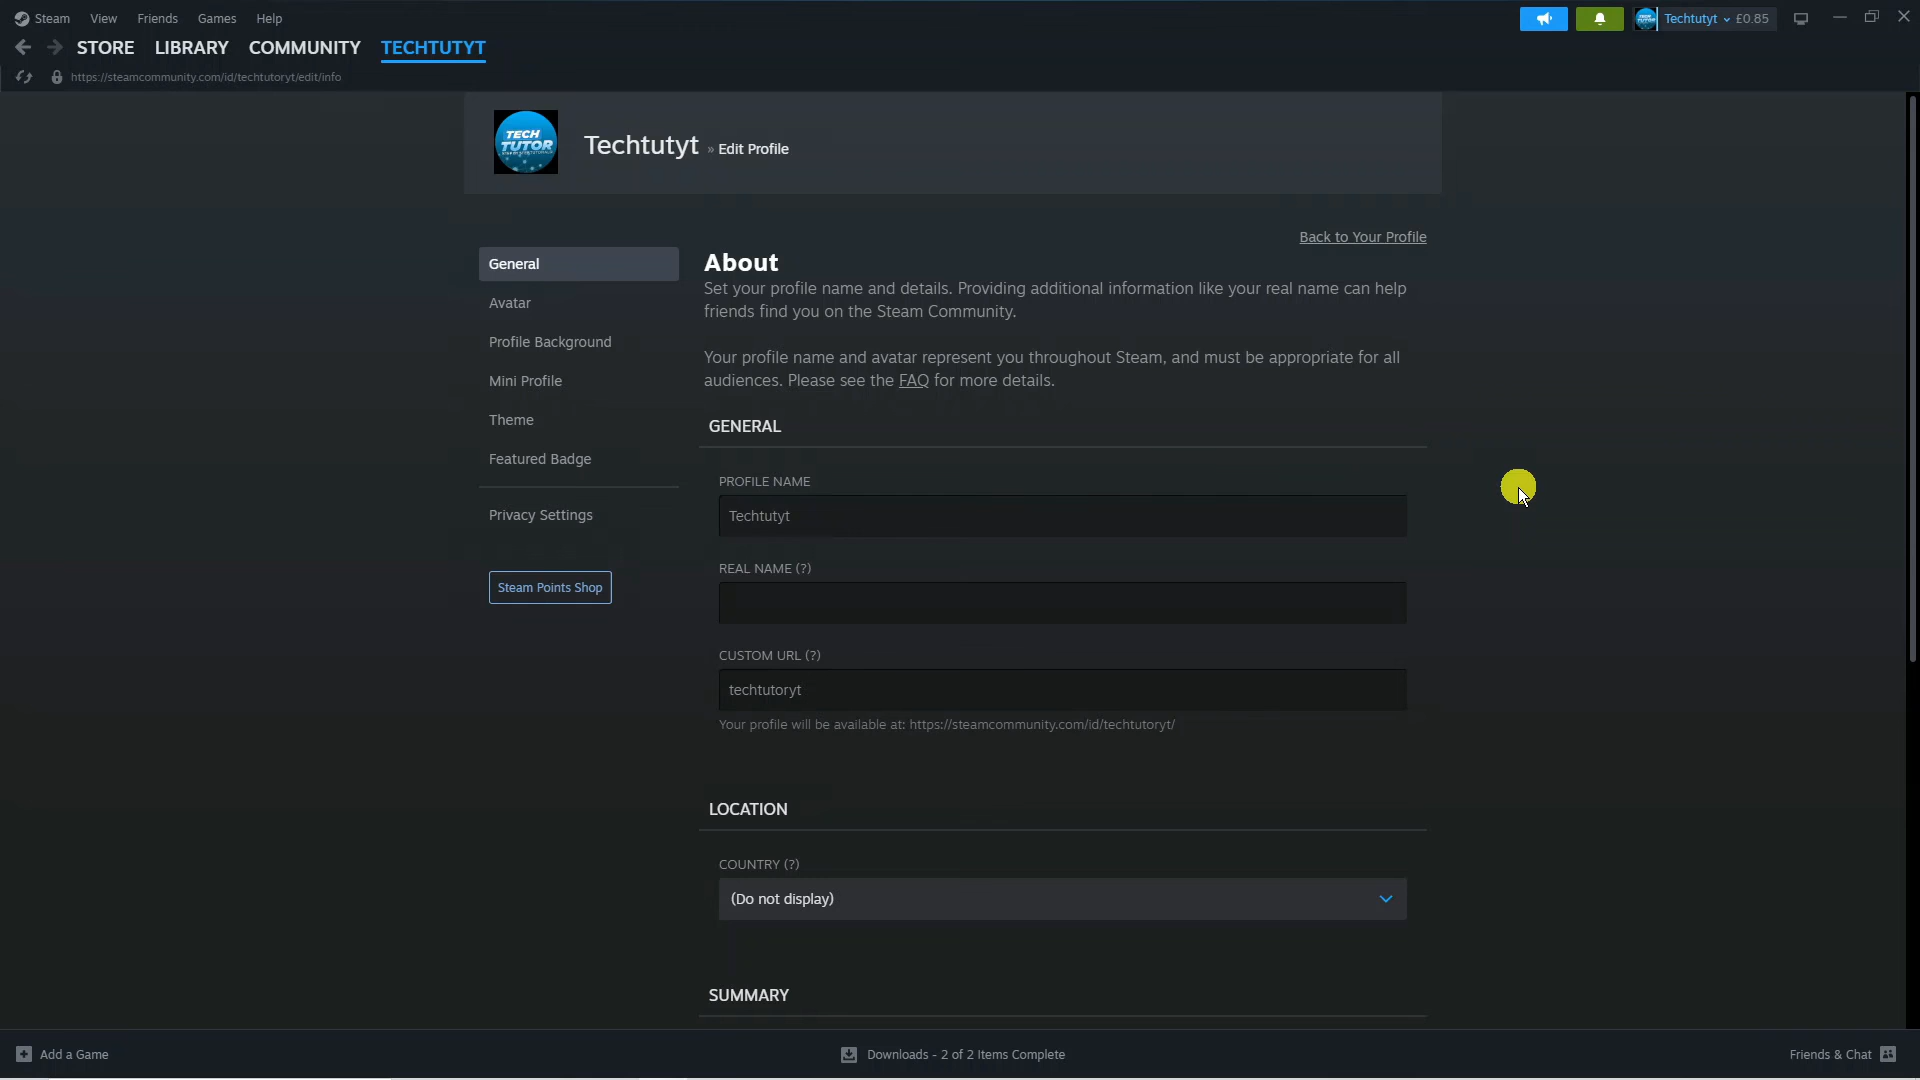 Steam View Friends Games Help
Techtutyt £0.85
STORE LIBRARY COMMUNITY TECHTUTYT
https://steamcommunity.com/id/techtutoryt/edit/info
TECH
TUTOR
Techtutyt » Edit Profile
Back to Your Profile
General
Avatar
Profile Background
Mini Profile
Theme
Featured Badge
Privacy Settings
Steam Points Shop
About
Set your profile name and details. Providing additional information like your real name can help
friends find you on the Steam Community.
Your profile name and avatar represent you throughout Steam, and must be appropriate for all
audiences. Please see the FAQ for more details.
GENERAL
PROFILE NAME
Techtutyt
REAL NAME (?)
CUSTOM URL (?)
techtutoryt
Your profile will be available at: https://steamcommunity.com/id/techtutoryt/
LOCATION
COUNTRY (?)
(Do not display)
SUMMARY
Add a Game
Downloads - 2 of 2 Items Complete
Friends & Chat